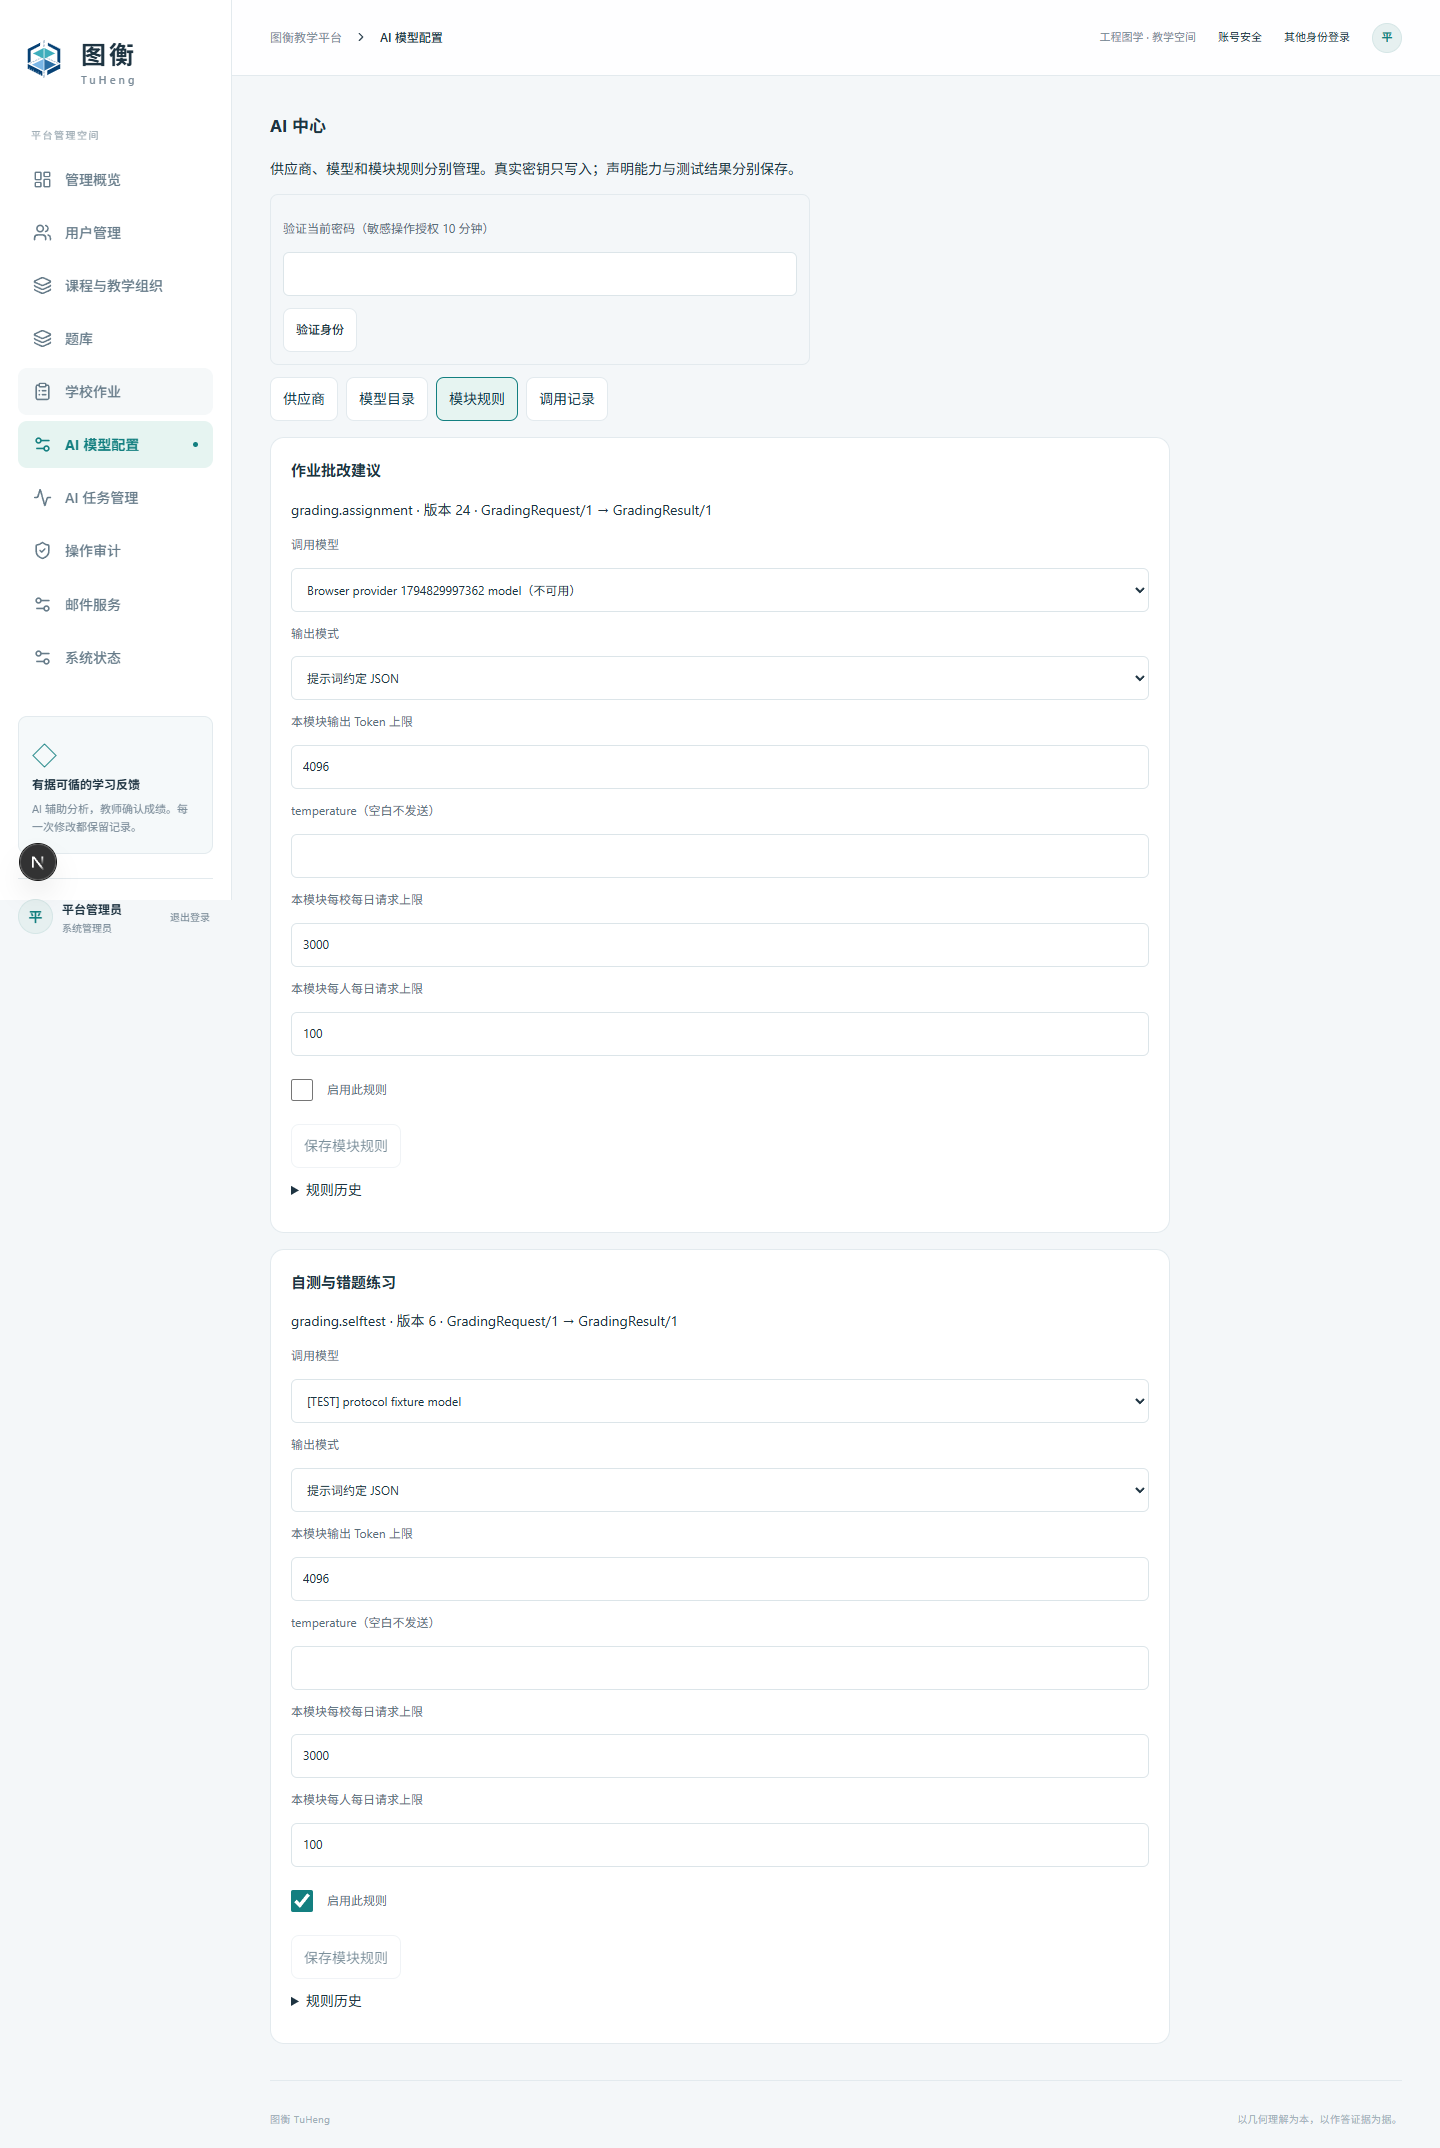 图衡
TuHeng
平台管理空间
管理概览
用户管理
课程与教学组织
题库
学校作业
AI 模型配置
AI 任务管理
操作审计
邮件服务
系统状态
有据可循的学习反馈
AI 辅助分析，教师确认成绩。每
一次修改都保留记录。
N
平 平台管理员
系统管理员
退出登录
图衡教学平台 > AI 模型配置
工程图学 · 教学空间 账号安全 其他身份登录 平
AI 中心
供应商、模型和模块规则分别管理。真实密钥只写入；声明能力与测试结果分别保存。
验证当前密码（敏感操作授权 10 分钟）
验证身份
供应商 模型目录 模块规则 调用记录
作业批改建议
grading.assignment · 版本 24 · GradingRequest/1 → GradingResult/1
调用模型
Browser provider 1794829997362 model（不可用）
输出模式
提示词约定 JSON
本模块输出 Token 上限
4096
temperature（空白不发送）
本模块每校每日请求上限
3000
本模块每人每日请求上限
100
启用此规则
保存模块规则
▶ 规则历史
自测与错题练习
grading.selftest · 版本 6 · GradingRequest/1 → GradingResult/1
调用模型
[TEST] protocol fixture model
输出模式
提示词约定 JSON
本模块输出 Token 上限
4096
temperature（空白不发送）
本模块每校每日请求上限
3000
本模块每人每日请求上限
100
启用此规则
保存模块规则
▶ 规则历史
图衡 TuHeng
以几何理解为本，以作答证据为据。